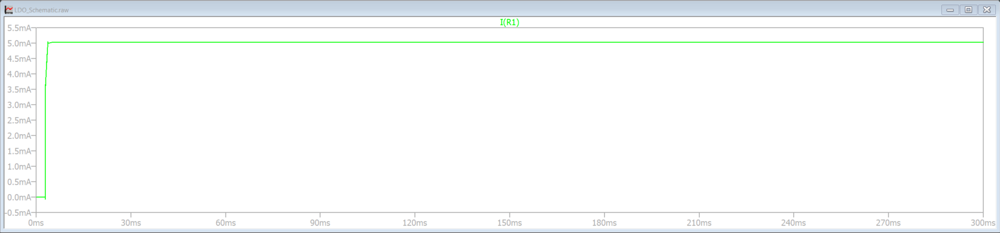 LDO_Schematic.raw
I(R1)
5.5mA
5.0mA
4.5mA
4.0mA
3.5mA
3.0mA
2.5mA
2.0mA
1.5mA
1.0mA
0.5mA
0.0mA
-0.5mA
0ms 30ms 60ms 90ms 120ms 150ms 180ms 210ms 240ms 270ms 300ms